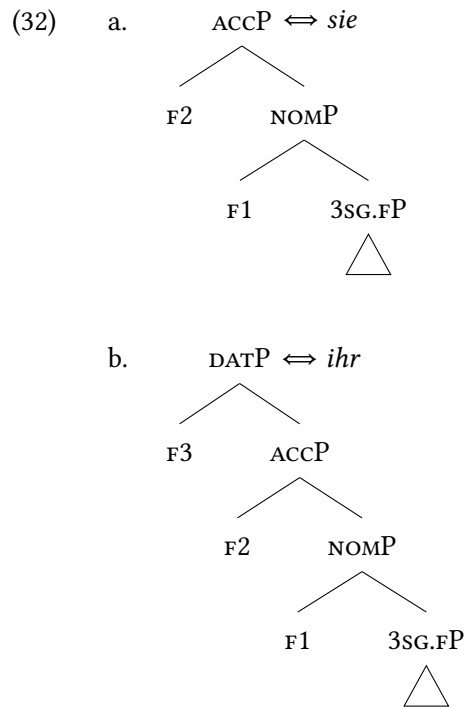 (32) a. ACCP ⇔ sie
F2 NOMP
F1 3SG.FP
b. DATP ⇔ ihr
F3 ACCP
F2 NOMP
F1 3SG.FP